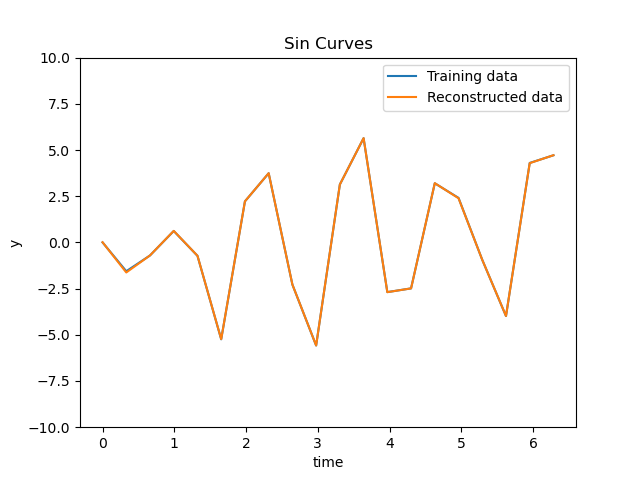 Sin Curves
10.0
7.5
5.0
2.5
0.0
−2.5
−5.0
−7.5
−10.0
y
Training data
Reconstructed data
0 1 2 3 4 5 6
time